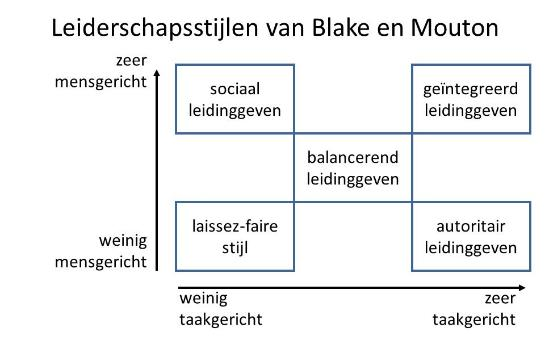 Leiderschapsstijlen van Blake en Mouton
zeer
mensgericht
sociaal
leidinggeven
geïntegreerd
leidinggeven
balancerend
leidinggeven
weinig
mensgericht
laissez-faire
stijl
autoritair
leidinggeven
weinig
taakgericht
zeer
taakgericht